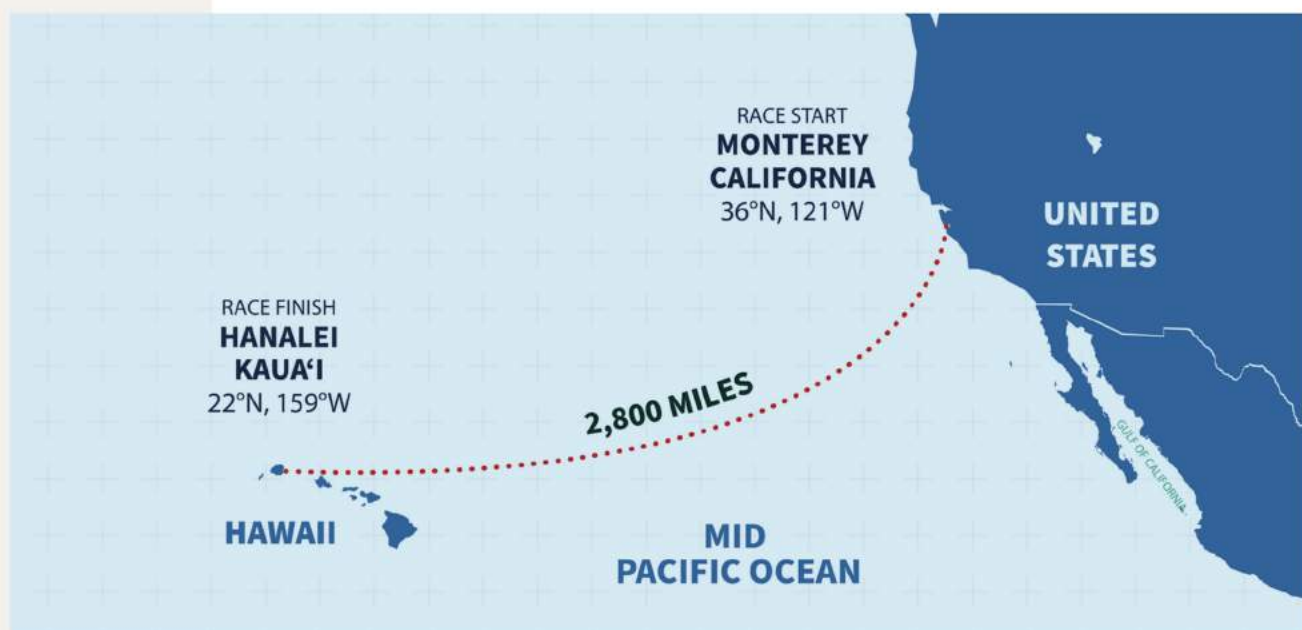 RACE START
MONTEREY
CALIFORNIA
36°N, 121°W
UNITED
STATES
RACE FINISH
HANALEI
KAUA‘I
22°N, 159°W
2,800 MILES
GULF OF CALIFORNIA
HAWAII
MID
PACIFIC OCEAN